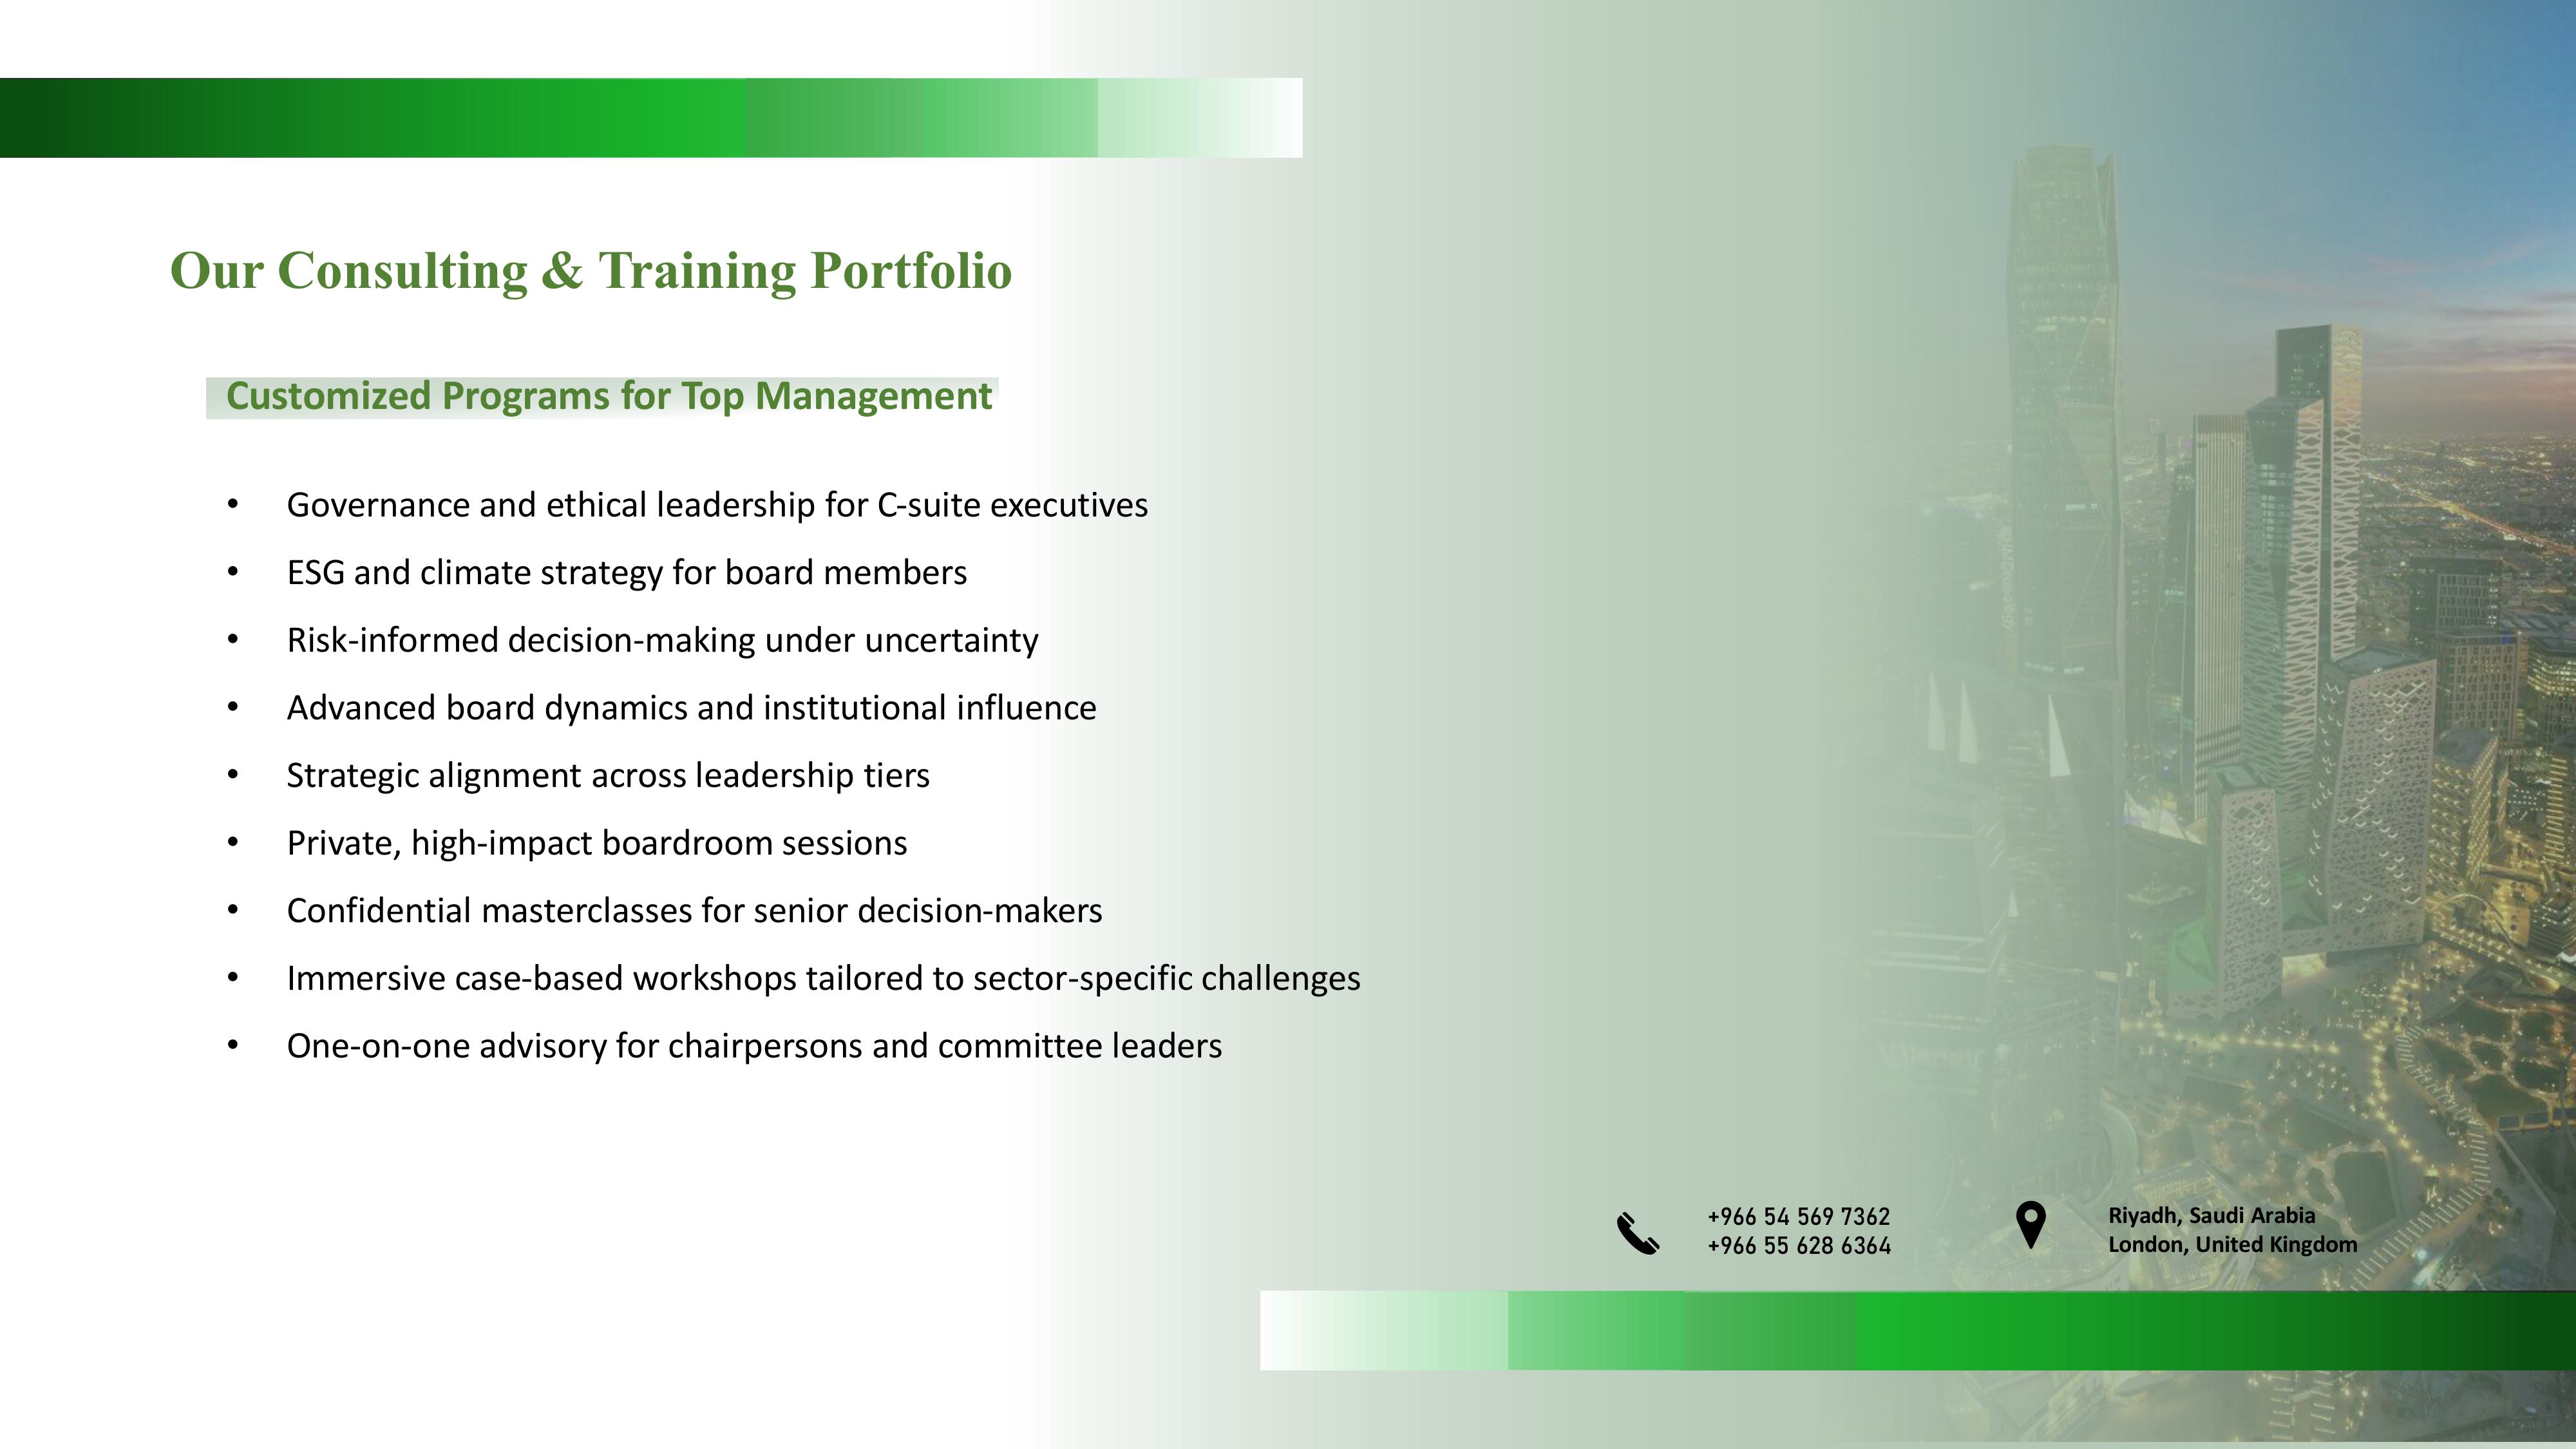 Our Consulting & Training Portfolio
Customized Programs for Top Management
• Governance and ethical leadership for C-suite executives
• ESG and climate strategy for board members
• Risk-informed decision-making under uncertainty
• Advanced board dynamics and institutional influence
• Strategic alignment across leadership tiers
• Private, high-impact boardroom sessions
• Confidential masterclasses for senior decision-makers
• Immersive case-based workshops tailored to sector-specific challenges
• One-on-one advisory for chairpersons and committee leaders
+966 54 569 7362
+966 55 628 6364
Riyadh, Saudi Arabia
London, United Kingdom